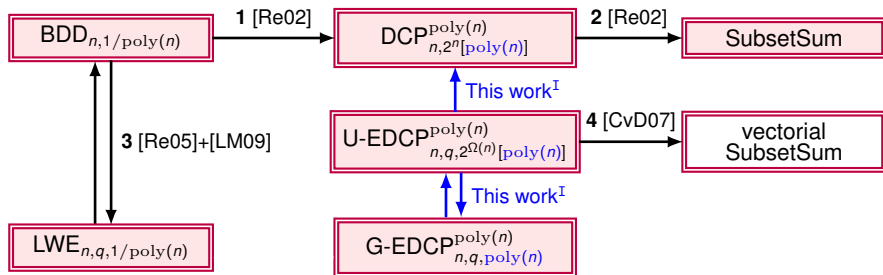 1 [Re02]
2 [Re02]
BDD_{n,1/poly(n)}
DCP^{poly(n)}_{n,2^n[poly(n)]}
SubsetSum
This work^I
3 [Re05]+[LM09]
U-EDCP^{poly(n)}_{n,q,2^{Ω(n)}[poly(n)]}
4 [CvD07]
vectorial
SubsetSum
This work^I
LWE_{n,q,1/poly(n)}
G-EDCP^{poly(n)}_{n,q,poly(n)}